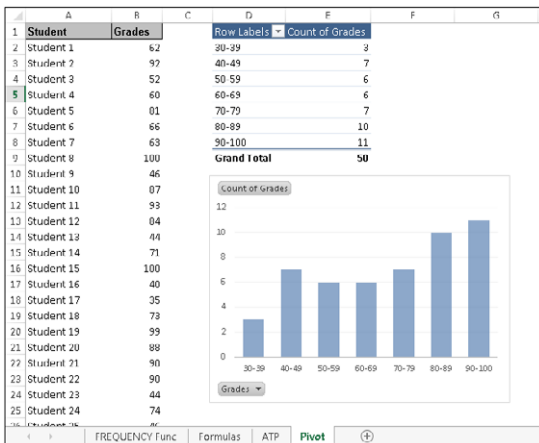 A B C D E F G
1 Student Grades Row Labels Count of Grades
2 Student 1 62 30-39 3
3 Student 2 92 40-49 7
4 Student 3 52 50-59 6
5 Student 4 60 60-69 6
6 Student 5 81 70-79 7
7 Student 6 66 80-89 10
8 Student 7 63 90-100 11
9 Student 8 100 Grand Total 50
10 Student 9 46
11 Student 10 87
12 Student 11 93
13 Student 12 84
14 Student 13 44
15 Student 14 71
16 Student 15 100
17 Student 16 40
18 Student 17 35
19 Student 18 73
20 Student 19 99
21 Student 20 88
22 Student 21 90
23 Student 22 90
24 Student 23 44
25 Student 24 74
Count of Grades
12
10
8
6
4
2
0
30-39 40-49 50-59 60-69 70-79 80-89 90-100
Grades
FREQUENCY Func Formulas ATP Pivot